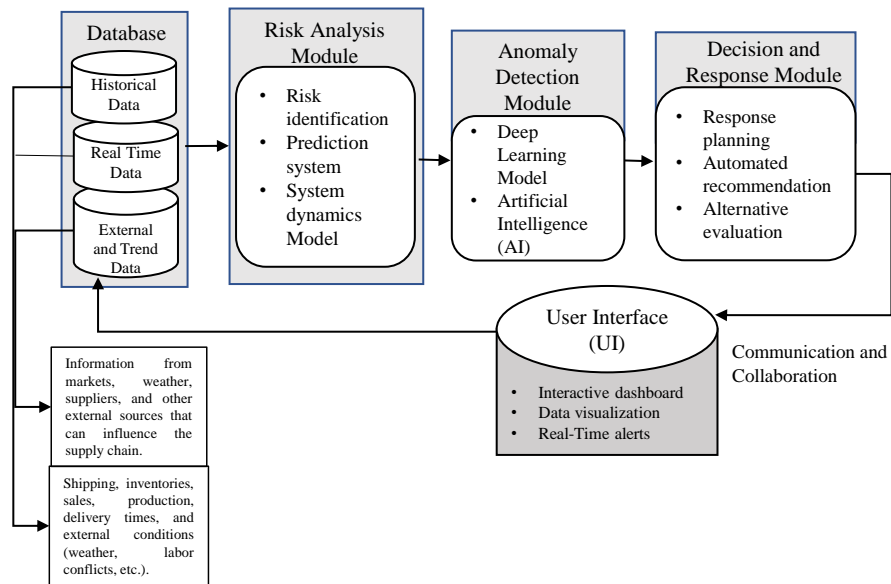 Database
Historical
Data
Real Time
Data
External
and Trend
Data
Risk Analysis
Module
• Risk
identification
• Prediction
system
• System
dynamics
Model
Anomaly
Detection
Module
• Deep
Learning
Model
• Artificial
Intelligence
(AI)
Decision and
Response Module
• Response
planning
• Automated
recommendation
• Alternative
evaluation
User Interface
(UI)
• Interactive dashboard
• Data visualization
• Real-Time alerts
Communication and
Collaboration
Information from
markets, weather,
suppliers, and other
external sources that
can influence the
supply chain.
Shipping, inventories,
sales, production,
delivery times, and
external conditions
(weather, labor
conflicts, etc.).